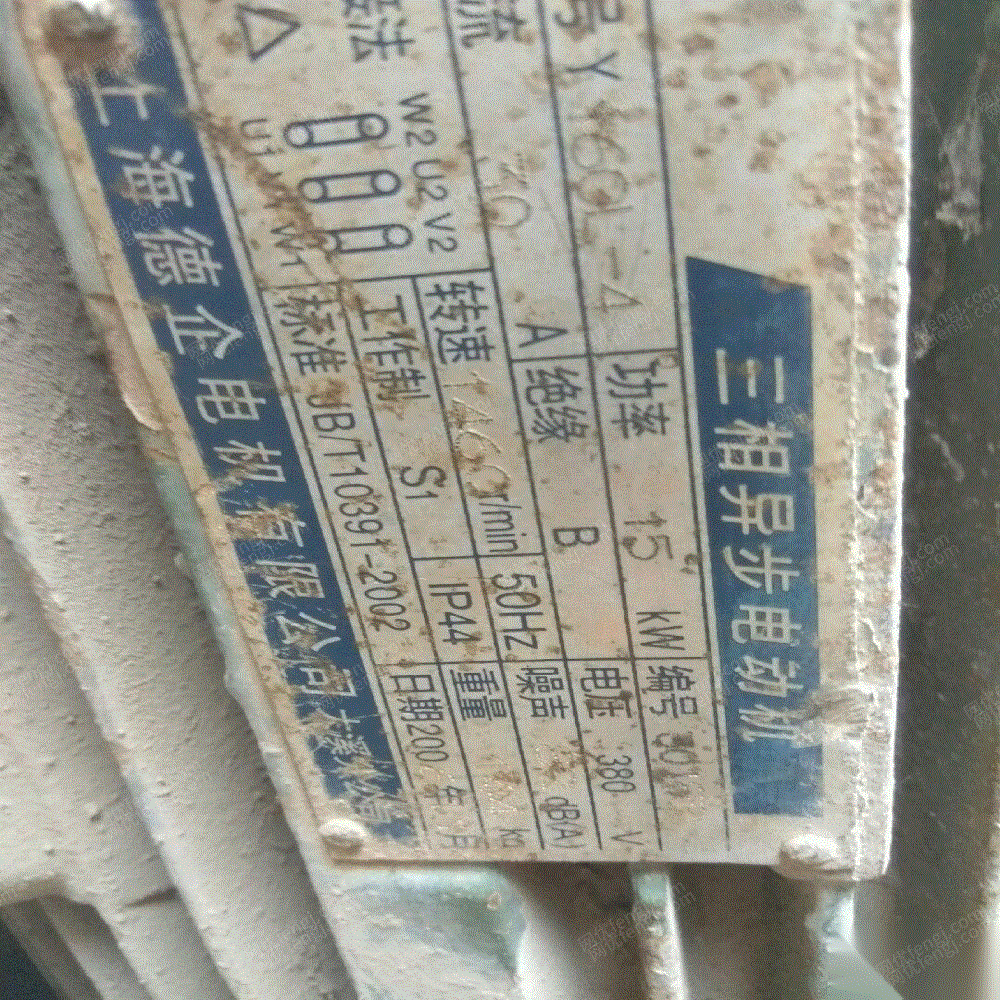 三相异步电动机
号 Y 160L-4 功率 15 kW 编号
流 30 A 绝缘 B 电压 380 V
接法 △ 转速 1460 r/min 50Hz 噪声 dB(A)
W2 U2 V2 工作制 S1 IP44 重量 kg
U1 V1 W1 标准 JB/T10391-2002 日期 200 年 月
上海德企电机有限公司